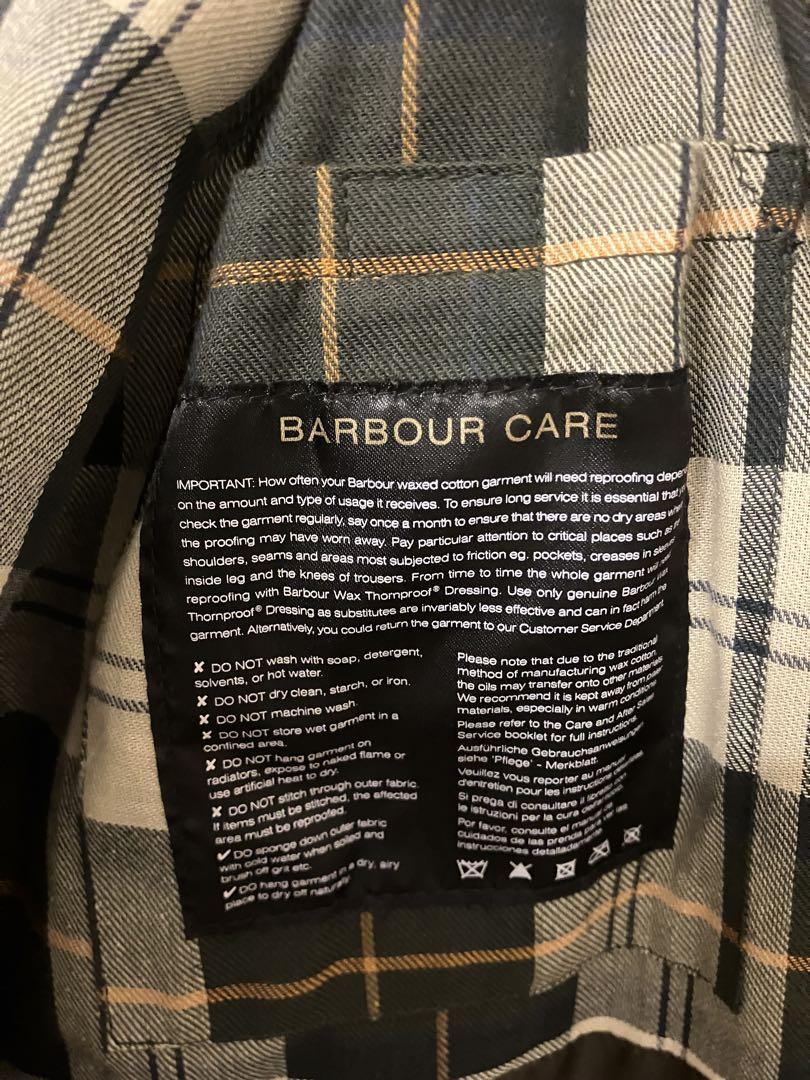 BARBOUR CARE
IMPORTANT: How often your Barbour waxed cotton garment will need reproofing
on the amount and type of usage it receives. To ensure long service it is essential that
check the garment regularly, say once a month to ensure that there are no dry areas
the proofing may have worn away. Pay particular attention to critical places such as
shoulders, seams and areas most subjected to friction eg. pockets, creases in
inside leg and the knees of trousers. From time to time the whole garment will
reproofing with Barbour Wax Thornproof® Dressing. Use only genuine Barbour
Thornproof® Dressing as substitutes are invariably less effective and can in fact harm the
garment. Alternatively, you could return the garment to our Customer Service Department.
✘ DO NOT wash with soap, detergent,
solvents, or hot water.
✘ DO NOT dry clean, starch, or iron.
✘ DO NOT machine wash.
✘ DO NOT store wet garment in a
confined area.
✘ DO NOT hang garment on
radiators, expose to naked flame or
use artificial heat to dry.
✘ DO NOT stitch through outer fabric.
If items must be stitched, the affected
area must be reproofed.
✔ DO sponge down outer fabric
with cold water when soiled and
brush off grit etc.
✔ DO hang garment in a dry, airy
place to dry off naturally.
Please note that due to the traditional
method of manufacturing wax cotton,
the oils may transfer onto other materials.
We recommend it is kept away from paler
materials, especially in warm conditions.
Please refer to the Care and After Sales
Service booklet for full instructions.
Ausführliche Gebrauchsanweisungen
siehe 'Pflege' - Merkblatt.
Veuillez vous reporter au manuel
d'entretien pour les instructions
Si prega di consultare il libretto con
le istruzioni per la cura
Por favor, consulte el manual
cuidados de las prenda para ver las
instrucciones detalladamente.